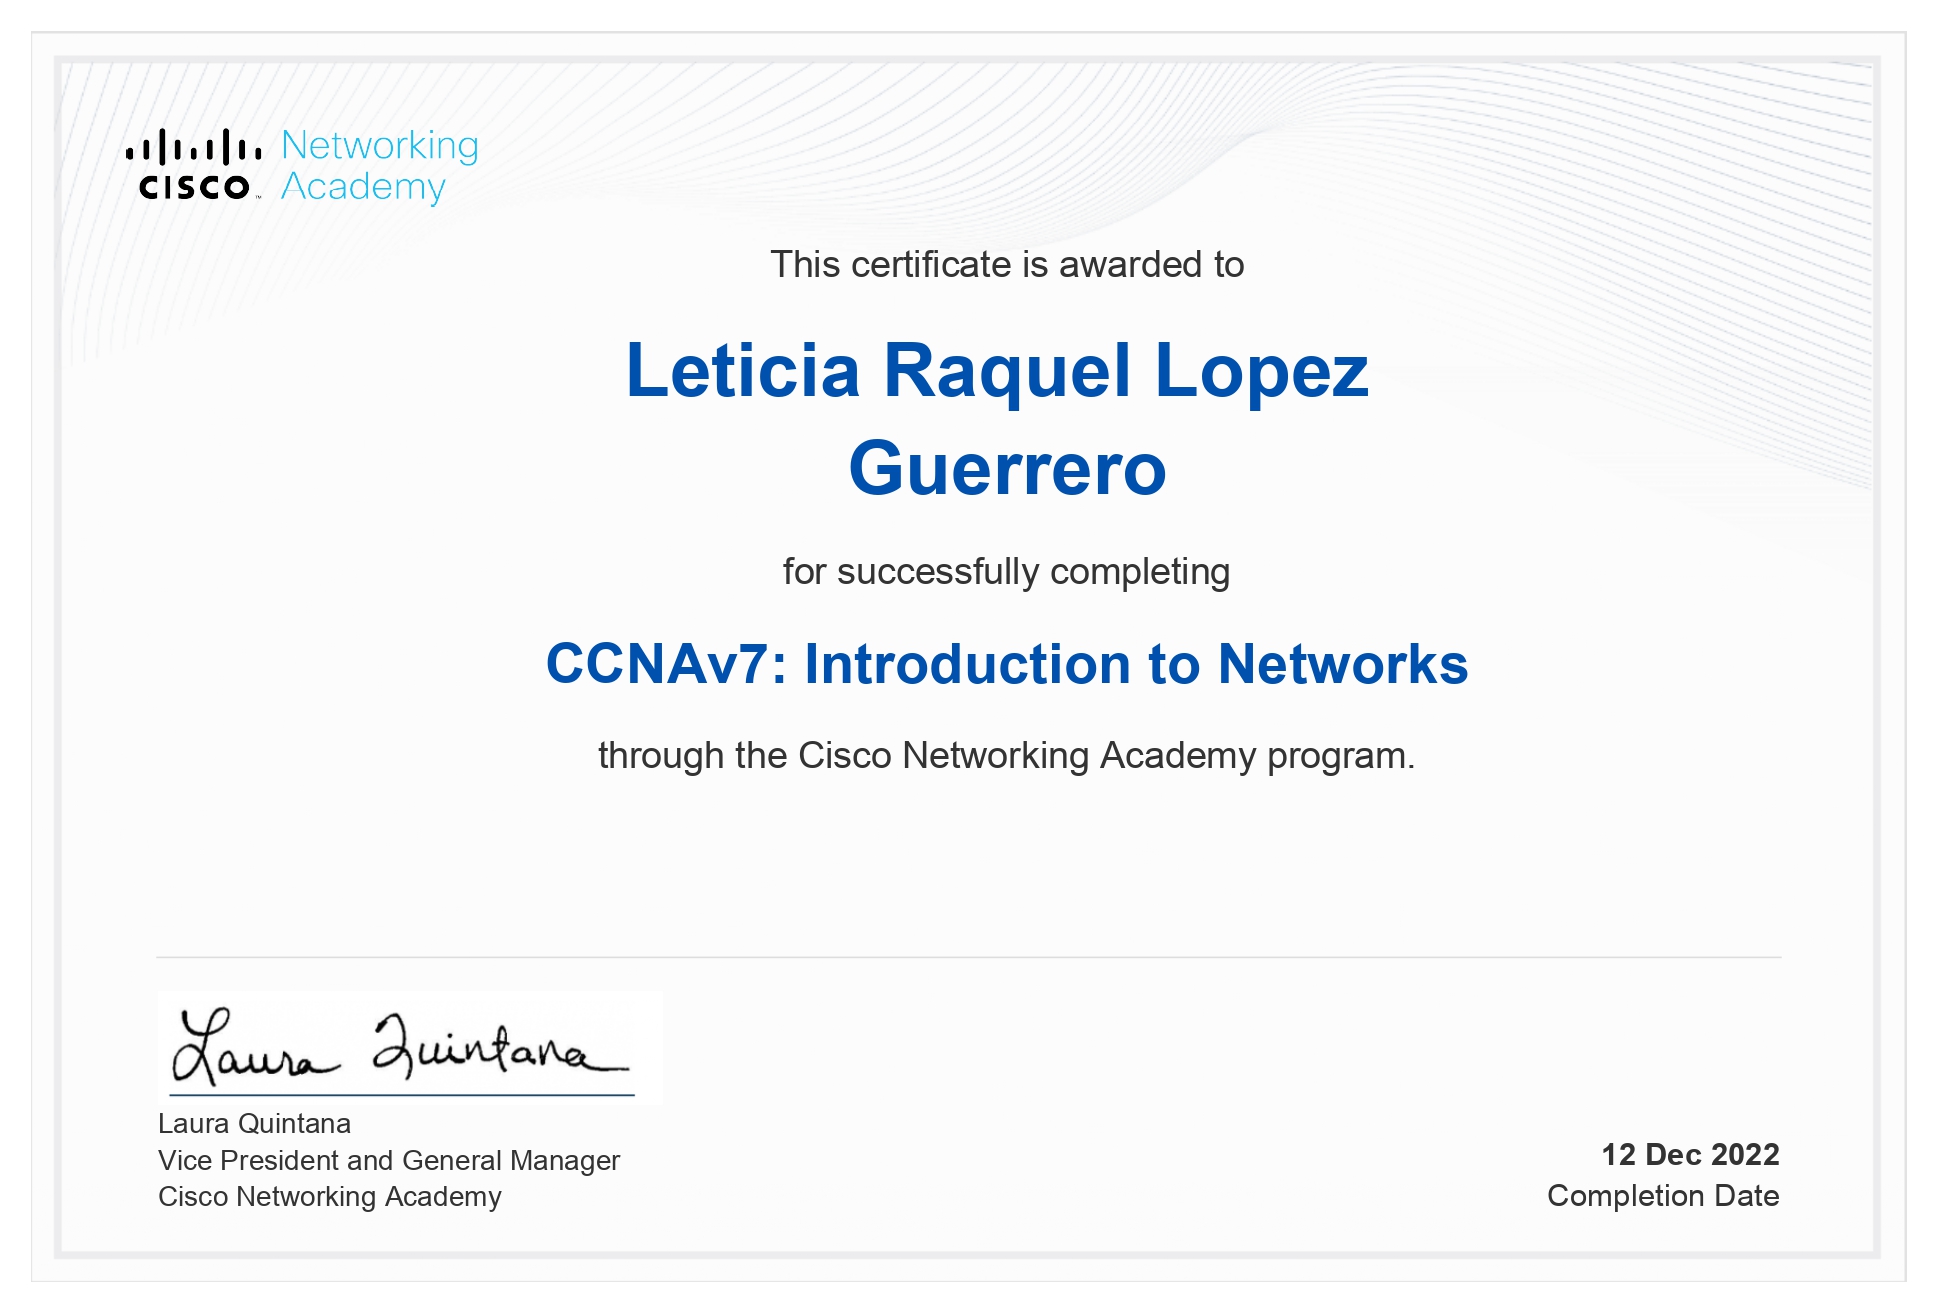 Networking
CISCO™ Academy
This certificate is awarded to
Leticia Raquel Lopez
Guerrero
for successfully completing
CCNAv7: Introduction to Networks
through the Cisco Networking Academy program.
Laura Quintana
Laura Quintana
Vice President and General Manager
Cisco Networking Academy
12 Dec 2022
Completion Date